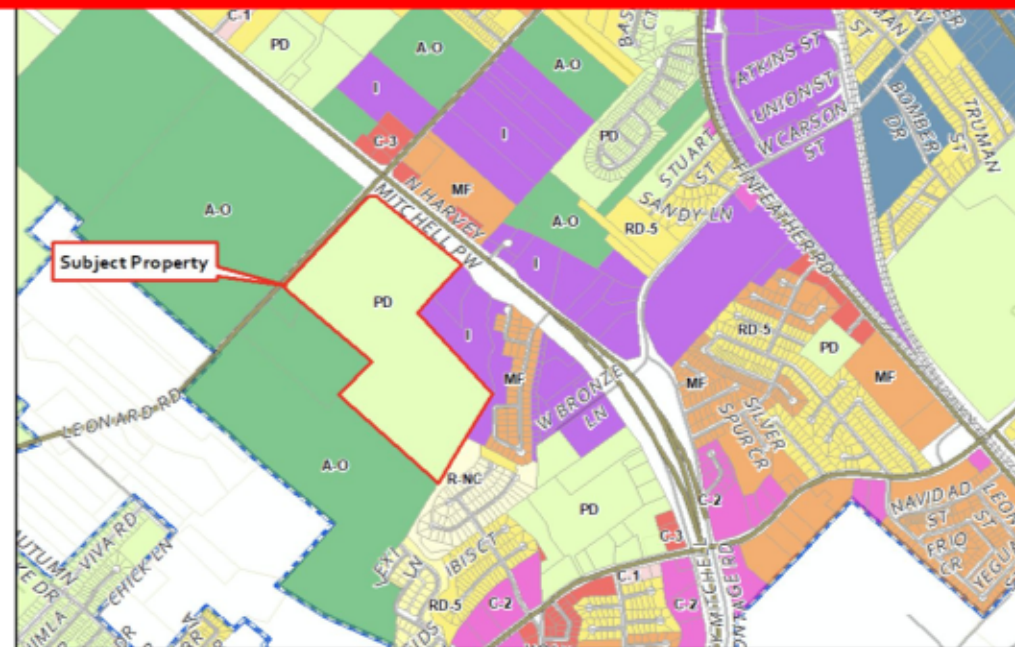 C-1
PD
A-O
A-O
I
C-3
I
PD
MF
N HARVEY
MITCHELL PW
A-O
A-O
I
STUART ST
SANDY LN
RD-5
ATKINS ST
UNION ST
W CARSON ST
FINFEATHER RD
BOMBER DR
TRUMAN ST
Subject Property
PD
I
MF
W BRONZE LN
LEONARD RD
A-O
R-NC
PD
RD-5
PD
MF
MF
SILVER SPUR CR
C-2
C-3
C-1
C-2
C-2
RD-5
IBIS CT
NAVIDAD ST
FRIO CR
VIVA RD
CHICK LN